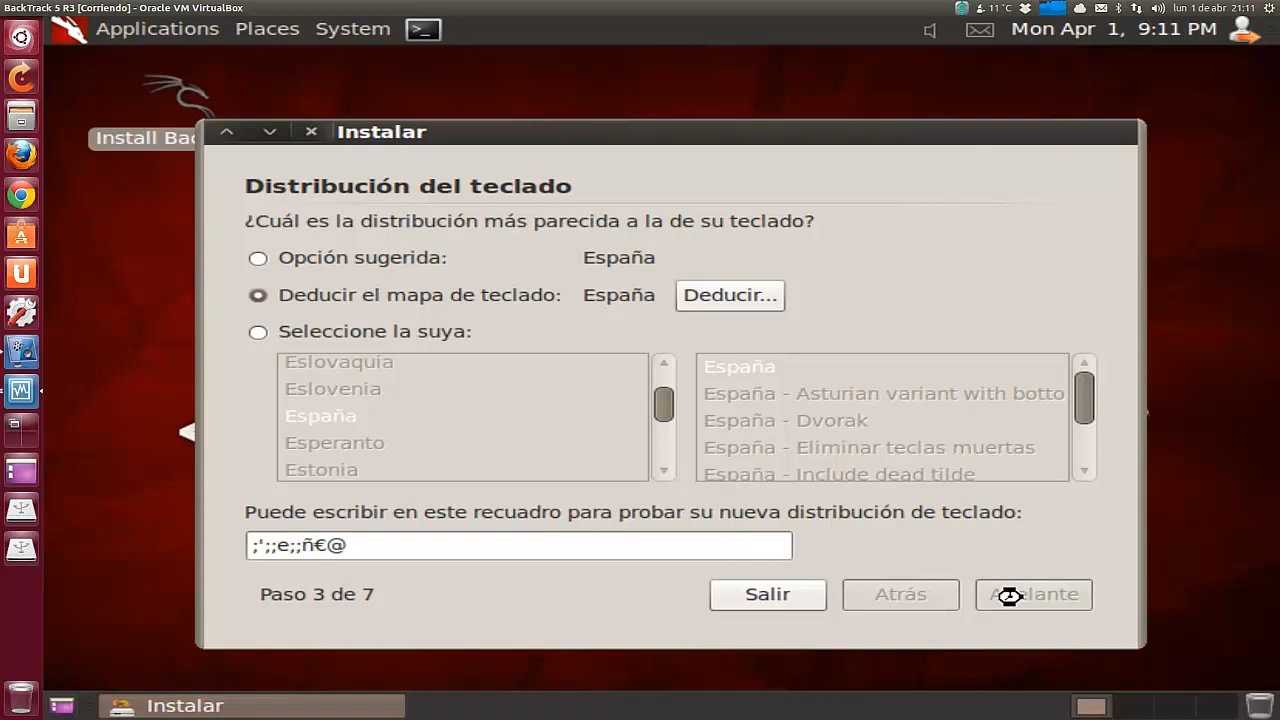 BackTrack 5 R3 [Corriendo] - Oracle VM VirtualBox
11°C
lun 1 de abr 21:11
Applications Places System
Mon Apr 1, 9:11 PM
Install Bac
Instalar
Distribución del teclado
¿Cuál es la distribución más parecida a la de su teclado?
Opción sugerida: España
Deducir el mapa de teclado: España Deducir...
Seleccione la suya:
Eslovaquia
Eslovenia
España
Esperanto
Estonia
España
España - Asturian variant with botto
España - Dvorak
España - Eliminar teclas muertas
España - Include dead tilde
Puede escribir en este recuadro para probar su nueva distribución de teclado:
;';;e;;ñ€@
Paso 3 de 7
Salir
Atrás
Instalar